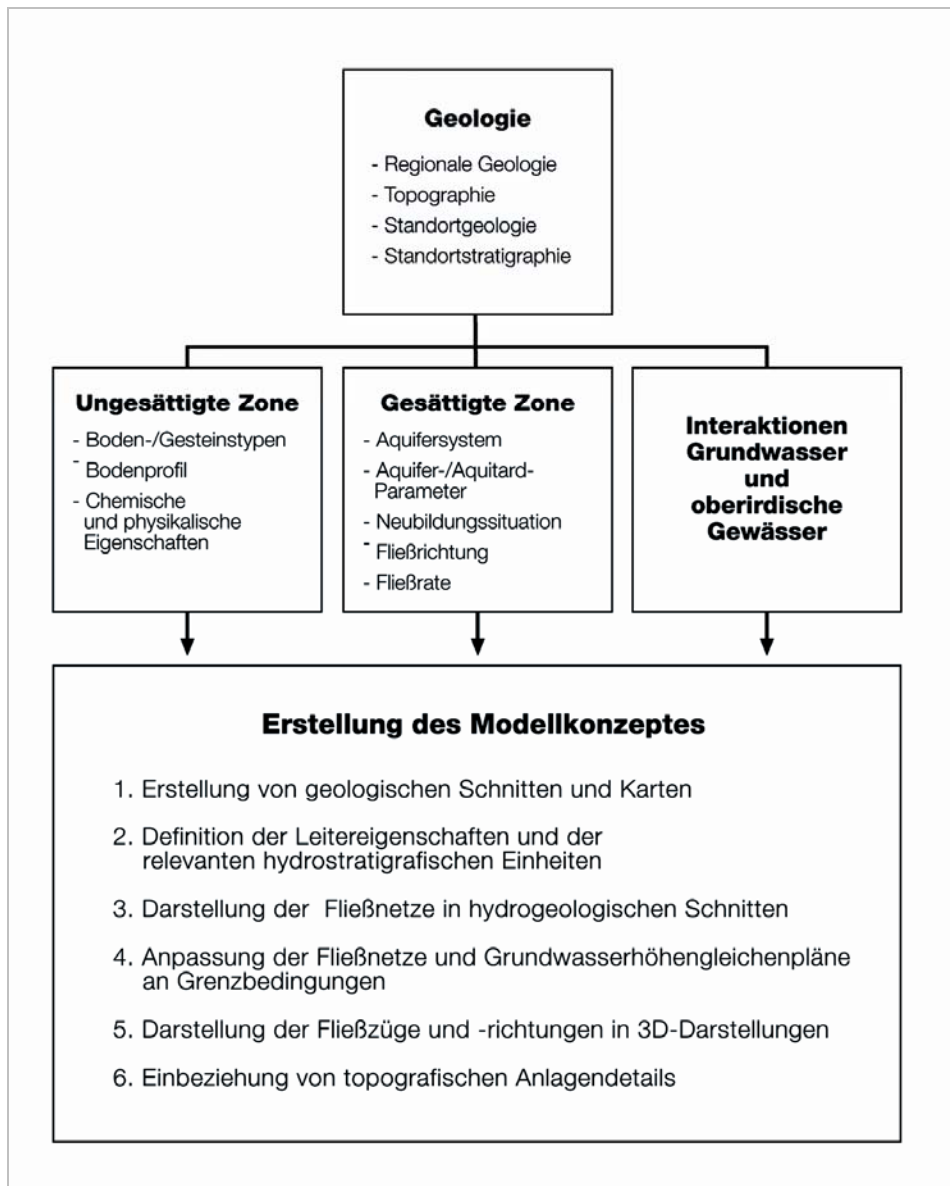 Geologie
- Regionale Geologie
- Topographie
- Standortgeologie
- Standortstratigraphie
Ungesättigte Zone
- Boden-/Gesteinstypen
- Bodenprofil
- Chemische
und physikalische
Eigenschaften
Gesättigte Zone
- Aquifersystem
- Aquifer-/Aquitard-
Parameter
- Neubildungssituation
- Fließrichtung
- Fließrate
Interaktionen
Grundwasser
und
oberirdische
Gewässer
Erstellung des Modellkonzeptes
1. Erstellung von geologischen Schnitten und Karten
2. Definition der Leitereigenschaften und der
relevanten hydrostratigrafischen Einheiten
3. Darstellung der Fließnetze in hydrogeologischen Schnitten
4. Anpassung der Fließnetze und Grundwasserhöhengleichenpläne
an Grenzbedingungen
5. Darstellung der Fließzüge und -richtungen in 3D-Darstellungen
6. Einbeziehung von topografischen Anlagendetails